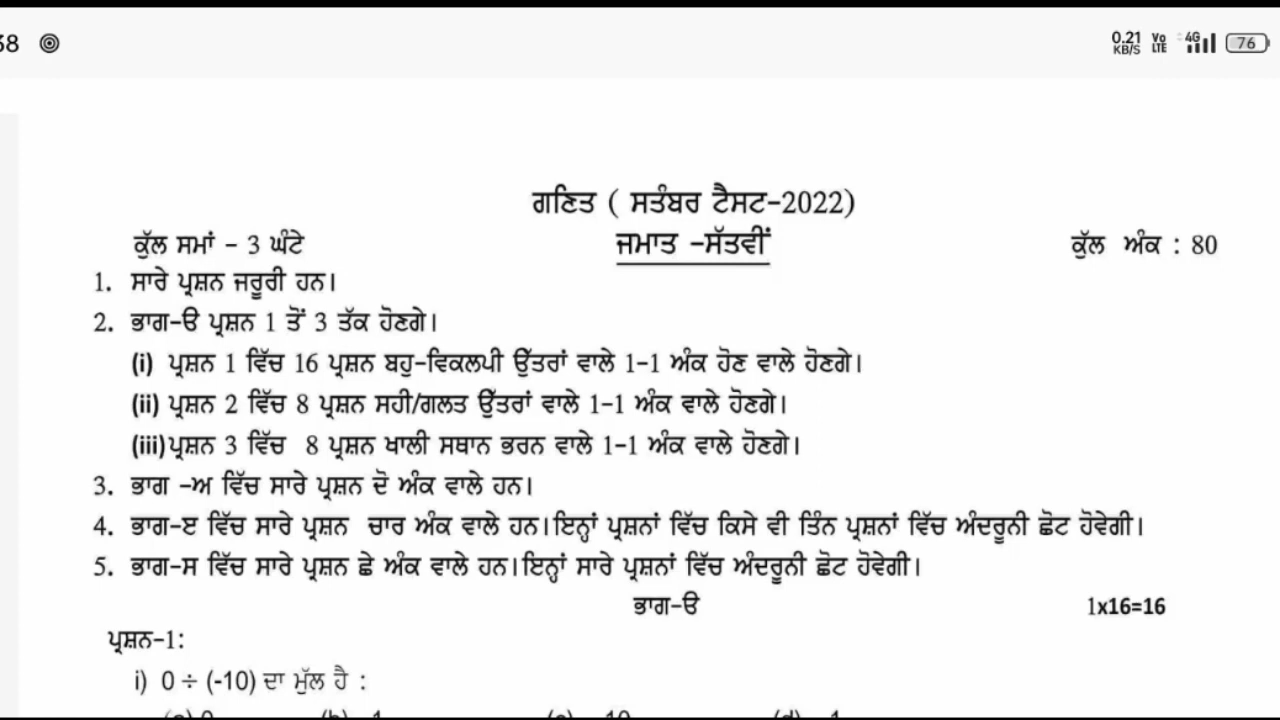 38
0.21 KB/S Vo LTE 4G 76
ਗਣਿਤ ( ਸਤੰਬਰ ਟੈਸਟ-2022)
ਕੁੱਲ ਸਮਾਂ - 3 ਘੰਟੇ ਜਮਾਤ -ਸੱਤਵੀਂ ਕੁੱਲ ਅੰਕ : 80
1. ਸਾਰੇ ਪ੍ਰਸ਼ਨ ਜਰੂਰੀ ਹਨ।
2. ਭਾਗ-ੳ ਪ੍ਰਸ਼ਨ 1 ਤੋਂ 3 ਤੱਕ ਹੋਣਗੇ।
(i) ਪ੍ਰਸ਼ਨ 1 ਵਿੱਚ 16 ਪ੍ਰਸ਼ਨ ਬਹੁ-ਵਿਕਲਪੀ ਉੱਤਰਾਂ ਵਾਲੇ 1-1 ਅੰਕ ਹੋਣ ਵਾਲੇ ਹੋਣਗੇ।
(ii) ਪ੍ਰਸ਼ਨ 2 ਵਿੱਚ 8 ਪ੍ਰਸ਼ਨ ਸਹੀ/ਗਲਤ ਉੱਤਰਾਂ ਵਾਲੇ 1-1 ਅੰਕ ਵਾਲੇ ਹੋਣਗੇ।
(iii)ਪ੍ਰਸ਼ਨ 3 ਵਿੱਚ 8 ਪ੍ਰਸ਼ਨ ਖਾਲੀ ਸਥਾਨ ਭਰਨ ਵਾਲੇ 1-1 ਅੰਕ ਵਾਲੇ ਹੋਣਗੇ।
3. ਭਾਗ -ਅ ਵਿੱਚ ਸਾਰੇ ਪ੍ਰਸ਼ਨ ਦੋ ਅੰਕ ਵਾਲੇ ਹਨ।
4. ਭਾਗ-ੲ ਵਿੱਚ ਸਾਰੇ ਪ੍ਰਸ਼ਨ ਚਾਰ ਅੰਕ ਵਾਲੇ ਹਨ।ਇਨ੍ਹਾਂ ਪ੍ਰਸ਼ਨਾਂ ਵਿੱਚ ਕਿਸੇ ਵੀ ਤਿੰਨ ਪ੍ਰਸ਼ਨਾਂ ਵਿੱਚ ਅੰਦਰੂਨੀ ਛੋਟ ਹੋਵੇਗੀ।
5. ਭਾਗ-ਸ ਵਿੱਚ ਸਾਰੇ ਪ੍ਰਸ਼ਨ ਛੇ ਅੰਕ ਵਾਲੇ ਹਨ।ਇਨ੍ਹਾਂ ਸਾਰੇ ਪ੍ਰਸ਼ਨਾਂ ਵਿੱਚ ਅੰਦਰੂਨੀ ਛੋਟ ਹੋਵੇਗੀ।
ਭਾਗ-ੳ 1x16=16
ਪ੍ਰਸ਼ਨ-1:
i) 0 ÷ (-10) ਦਾ ਮੁੱਲ ਹੈ :